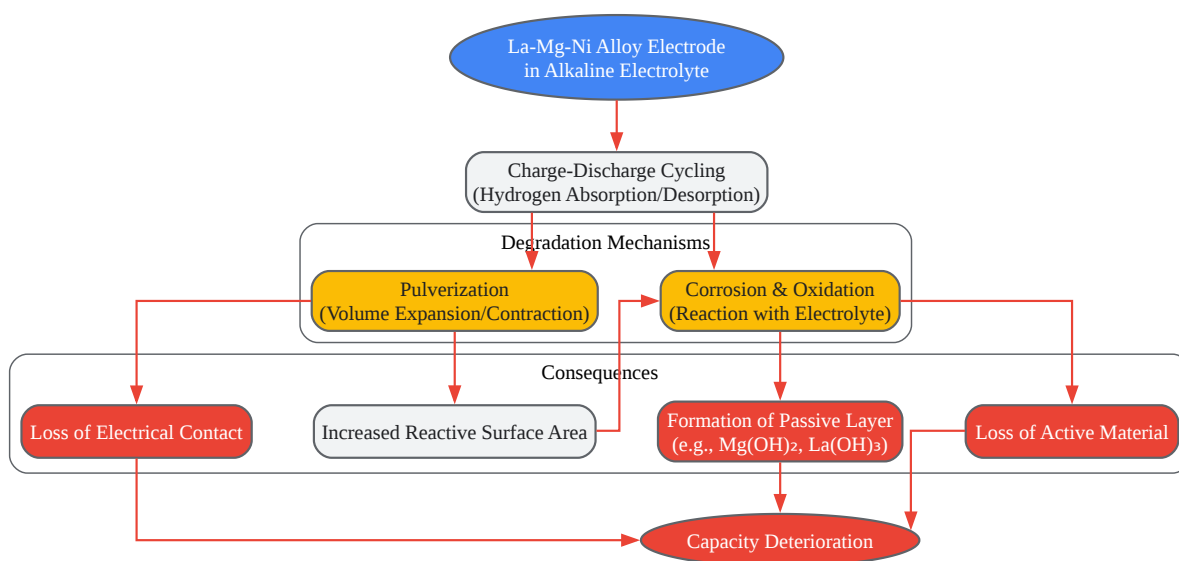 La-Mg-Ni Alloy Electrode
in Alkaline Electrolyte
Charge-Discharge Cycling
(Hydrogen Absorption/Desorption)
Degradation Mechanisms
Pulverization
(Volume Expansion/Contraction)
Corrosion & Oxidation
(Reaction with Electrolyte)
Consequences
Loss of Electrical Contact
Increased Reactive Surface Area
Formation of Passive Layer
(e.g., Mg(OH)₂, La(OH)₃)
Loss of Active Material
Capacity Deterioration